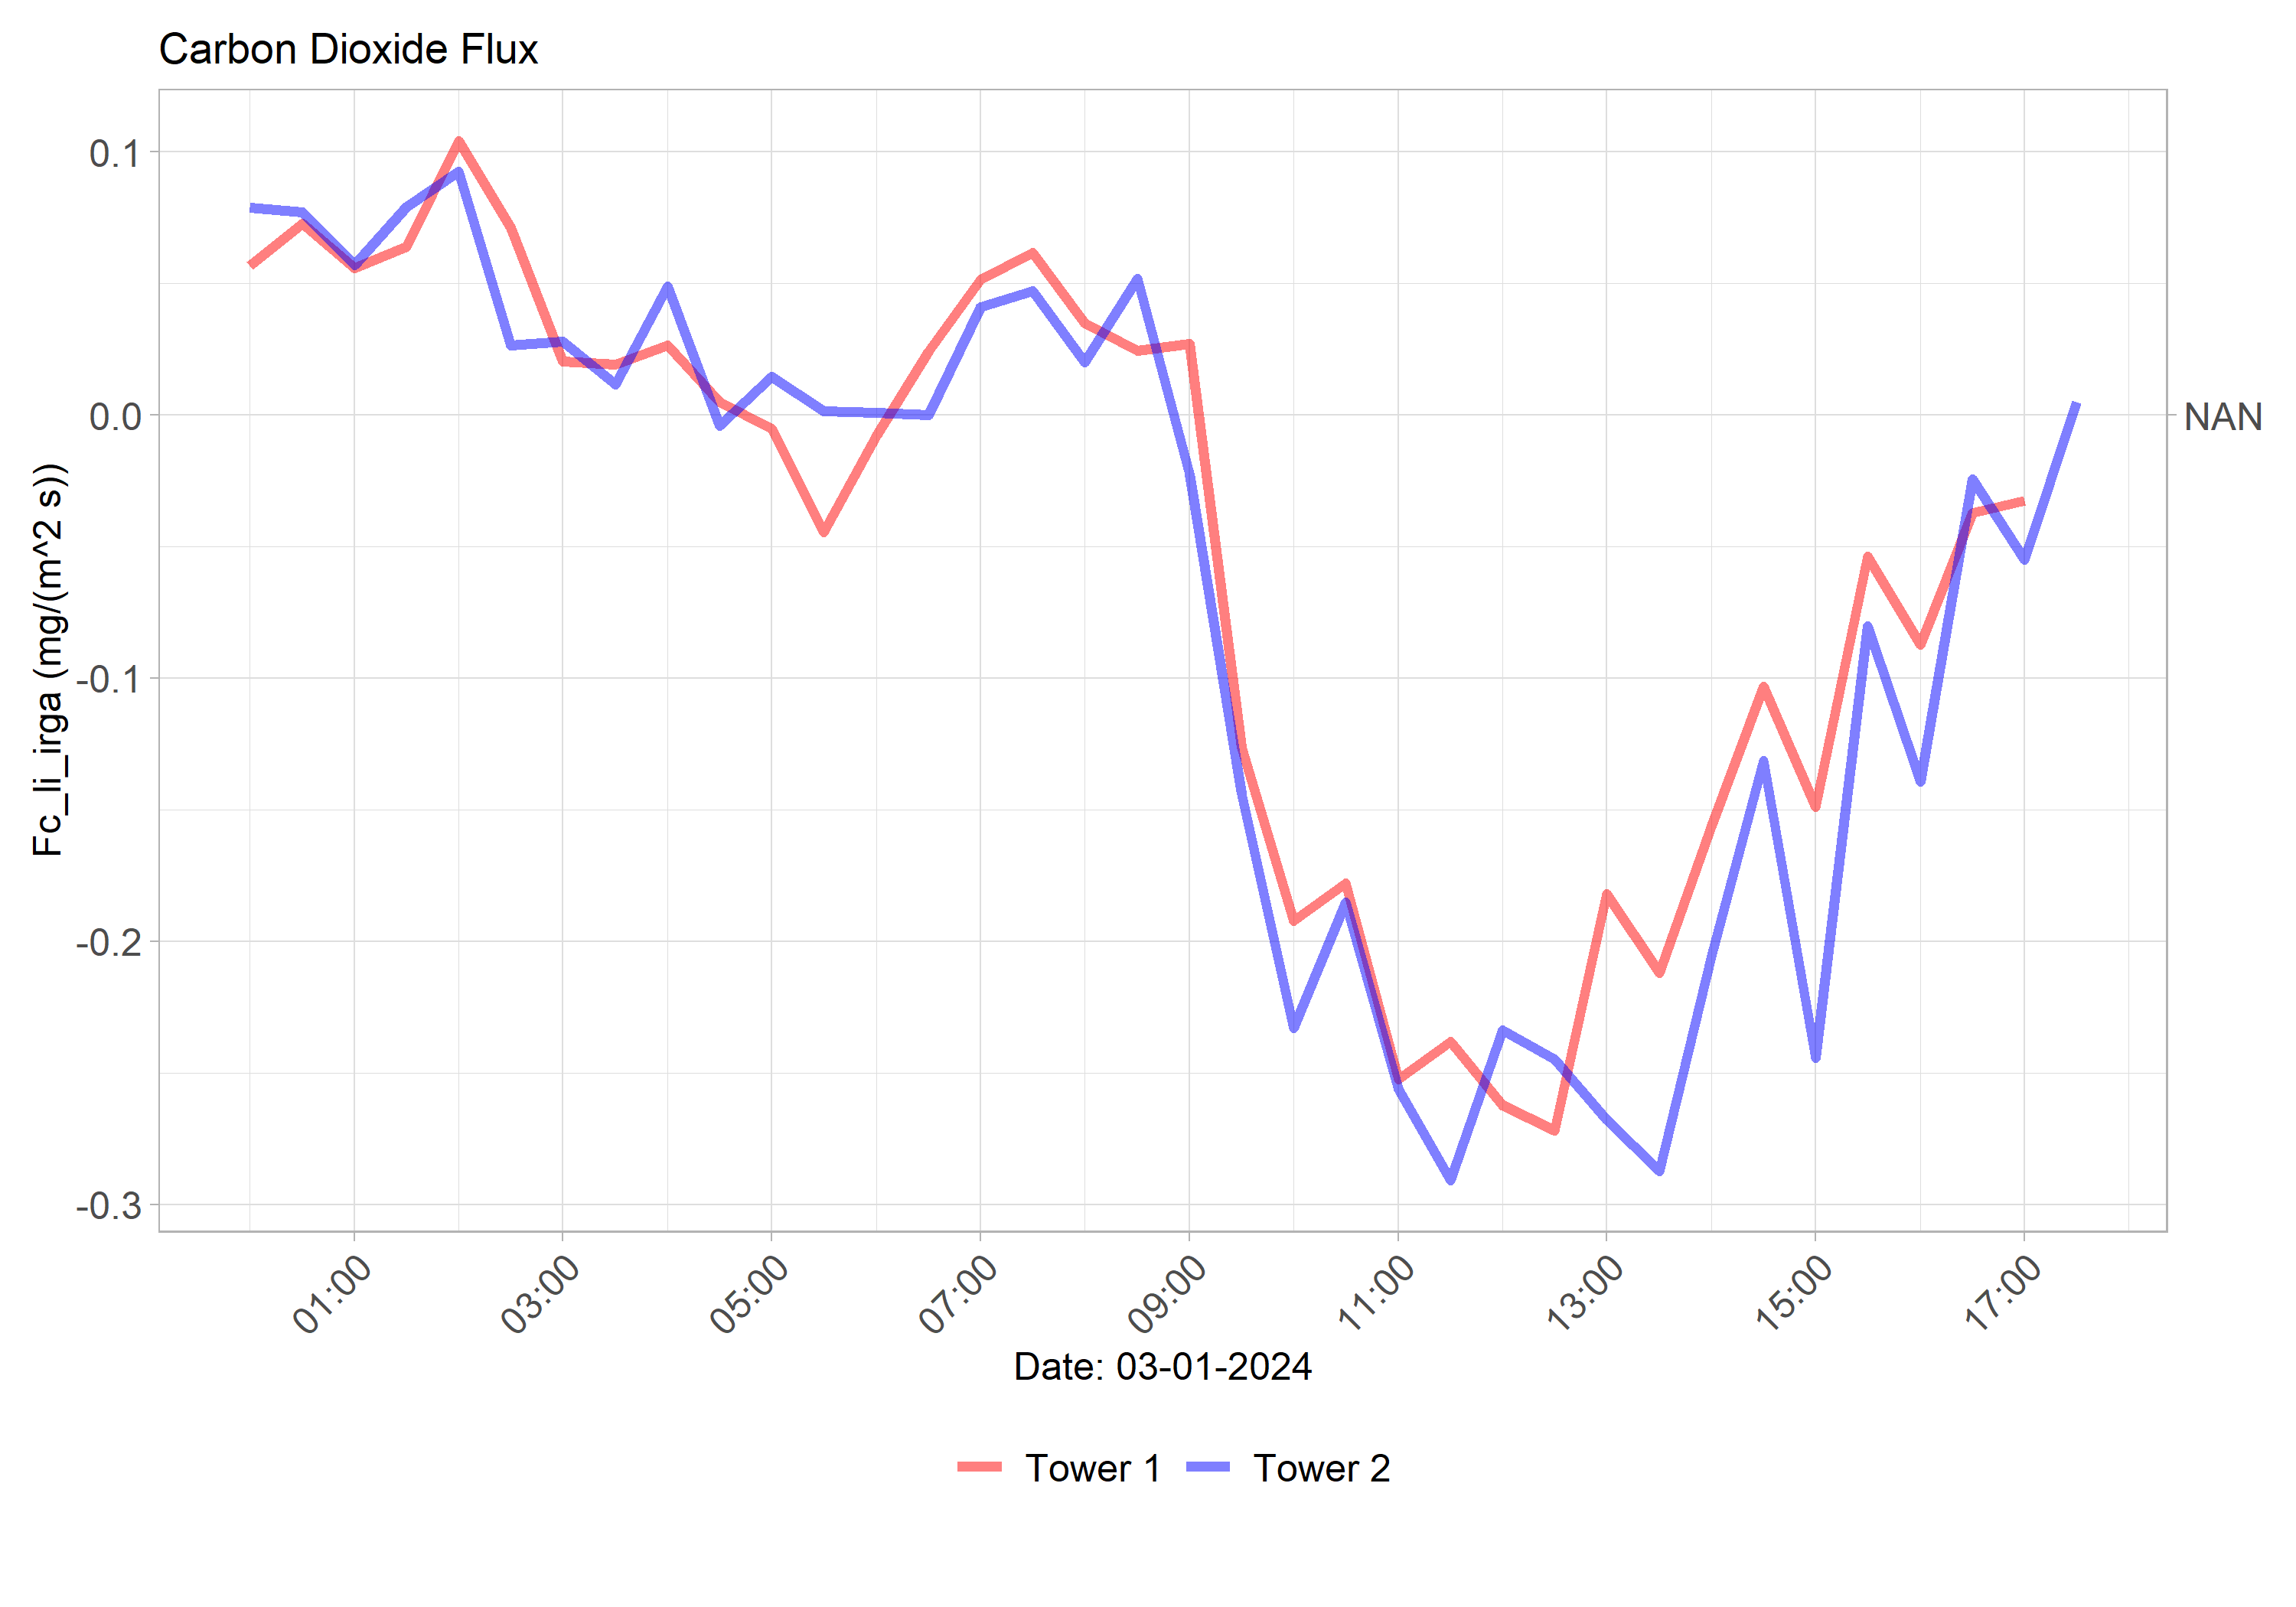 Carbon Dioxide Flux
Fc_li_irga (mg/(m^2 s))
0.1
0.0
-0.1
-0.2
-0.3
NAN
01:00
03:00
05:00
07:00
09:00
11:00
13:00
15:00
17:00
Date: 03-01-2024
Tower 1
Tower 2